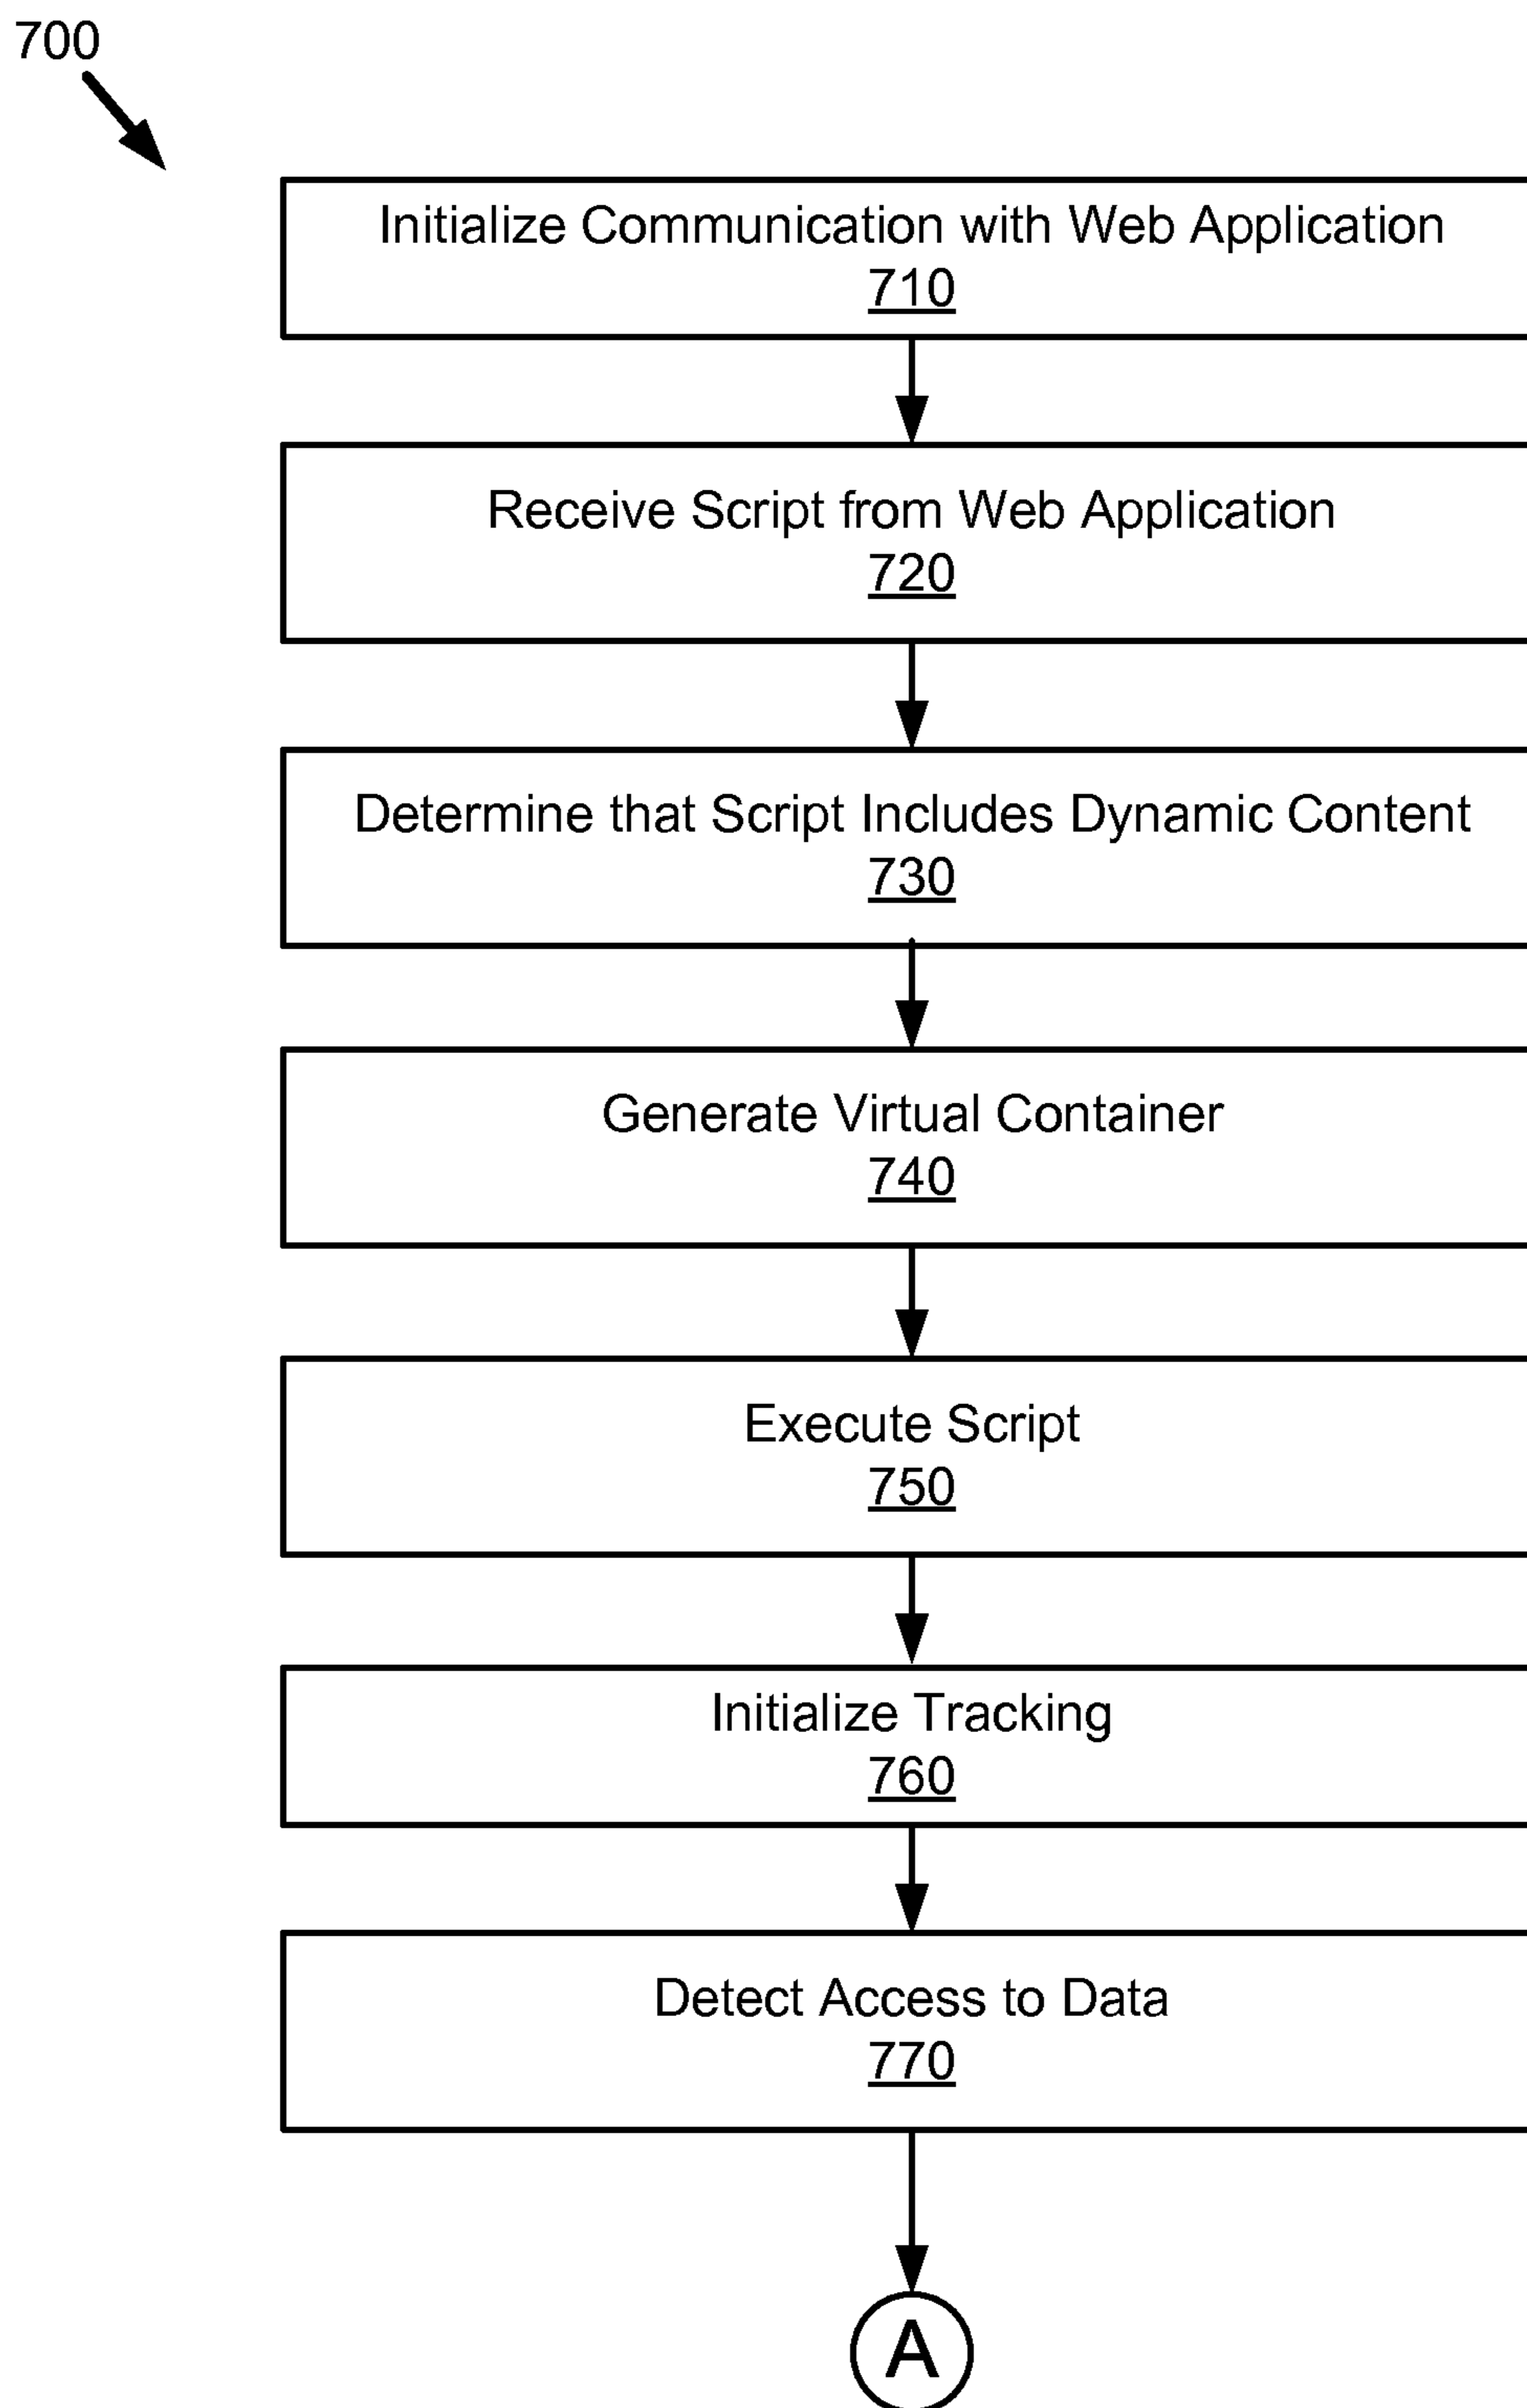 700
Initialize Communication with Web Application
710
Receive Script from Web Application
720
Determine that Script Includes Dynamic Content
730
Generate Virtual Container
740
Execute Script
750
Initialize Tracking
760
Detect Access to Data
770
A